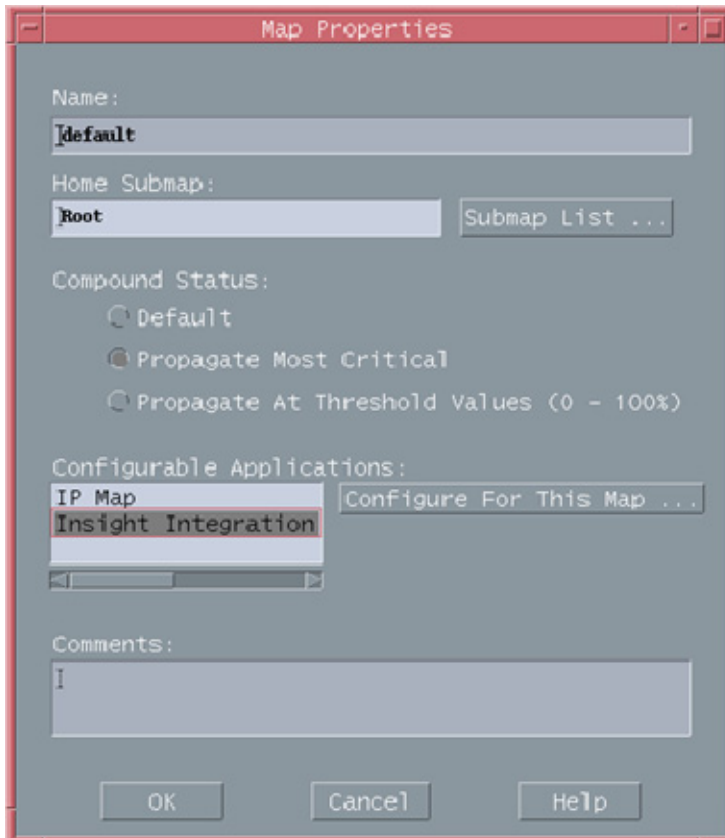 Map Properties
Name:
default
Home Submap:
Root
Submap List ...
Compound Status:
Default
Propagate Most Critical
Propagate At Threshold Values (0 - 100%)
Configurable Applications:
IP Map
Configure For This Map ...
Insight Integration
Comments:
OK Cancel Help